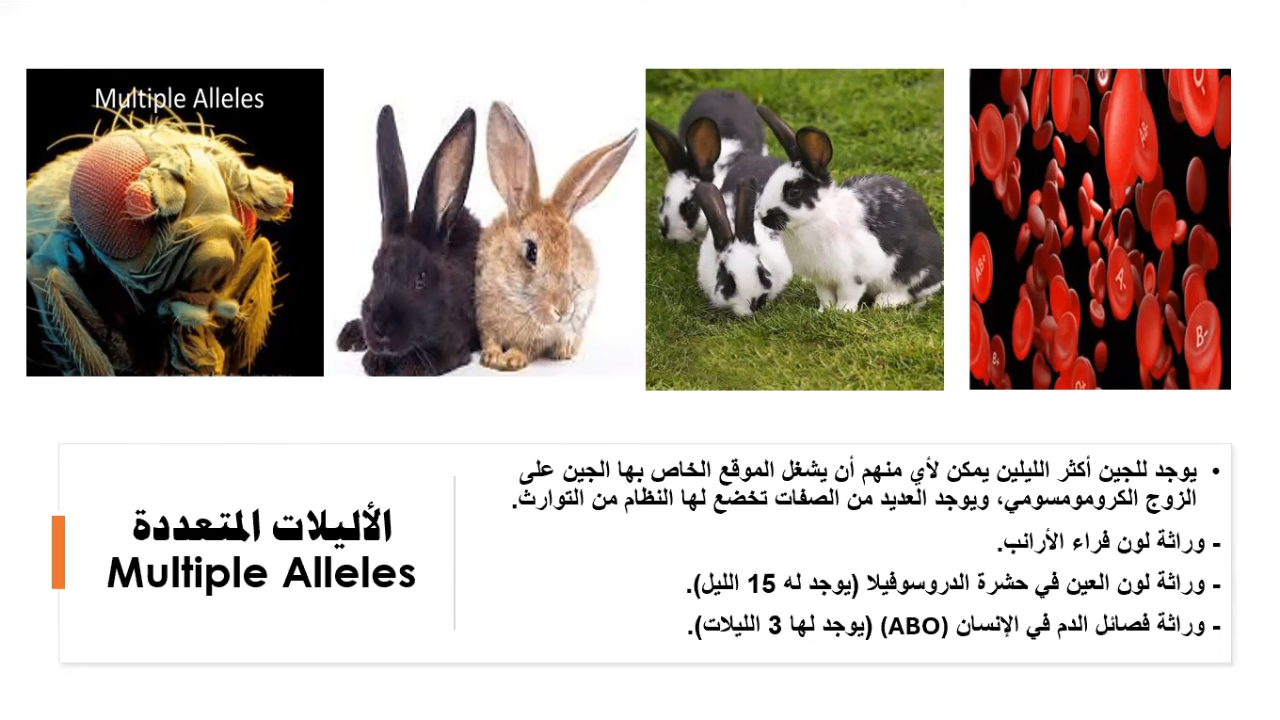 Multiple Alleles
AB+
A-
B-
• يوجد للجين أكثر الليلين يمكن لأي منهم أن يشغل الموقع الخاص بها الجين على
الزوج الكرومومسومي، ويوجد العديد من الصفات تخضع لها النظام من التوارث.
- وراثة لون فراء الأرانب.
- وراثة لون العين في حشرة الدروسوفيلا (يوجد له 15 الليل).
- وراثة فصائل الدم في الإنسان (ABO) (يوجد لها 3 الليلات).
الأليلات المتعددة
Multiple Alleles